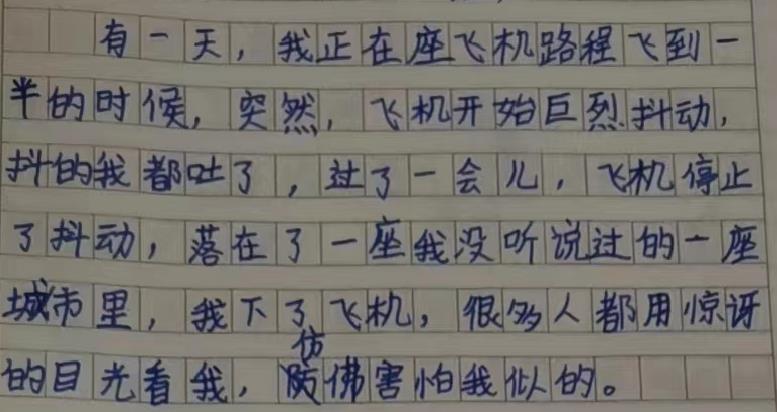 有一天，我正在座飞机路程飞到一
半的时候，突然，飞机开始巨烈抖动，
抖的我都吐了，过了一会儿，飞机停止
了抖动，落在了一座我没听说过的一座
城市里，我下了飞机，很多人都用惊讶
仿
的目光看我，防佛害怕我似的。